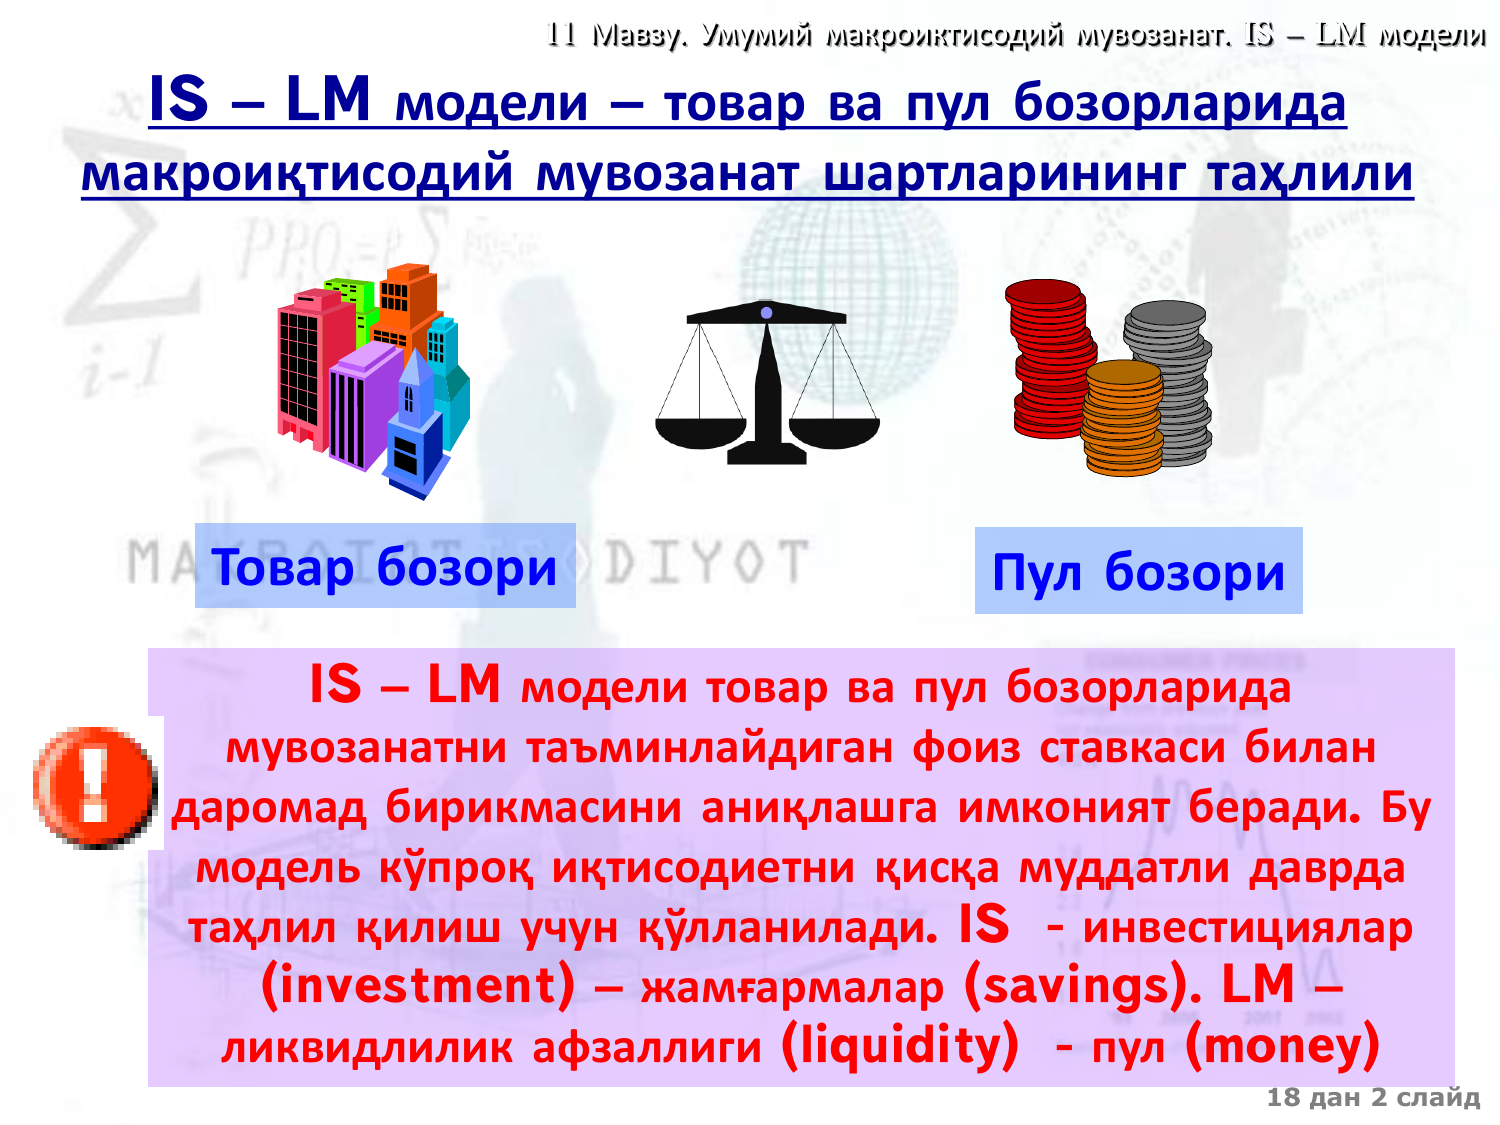 11 Мавзу. Умумий макроиктисодий мувозанат. IS – LM модели
IS – LM модели – товар ва пул бозорларида
макроиқтисодий мувозанат шартларининг таҳлили
Товар бозори
Пул бозори
IS – LM модели товар ва пул бозорларида
мувозанатни таъминлайдиган фоиз ставкаси билан
даромад бирикмасини аниқлашга имконият беради. Бу
модель кўпроқ иқтисодиетни қисқа муддатли даврда
таҳлил қилиш учун қўлланилади. IS - инвестициялар
(investment) – жамғармалар (savings). LM –
ликвидлилик афзаллиги (liquidity) - пул (money)
18 дан 2 слайд